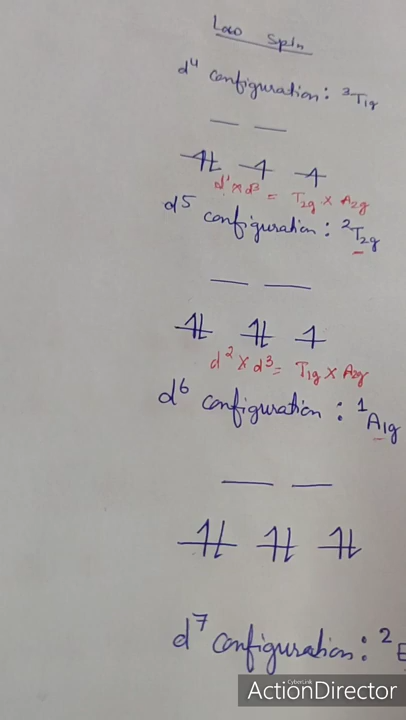 Low Spin
d⁴ configuration: ³T₁g
d¹ x d³ = T₂g x A₂g
d⁵ configuration: ²T₂g
d² x d³ = T₁g x A₂g
d⁶ configuration: ¹A₁g
d⁷ configuration: ²E
CyberLink
ActionDirector